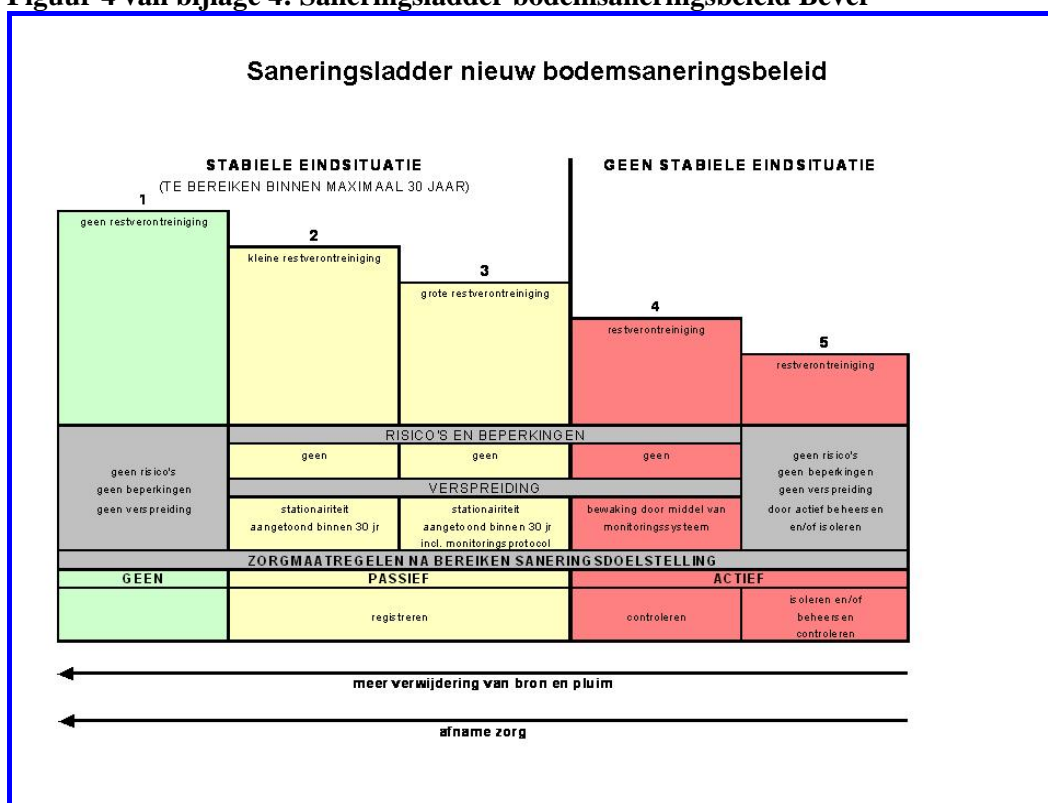 Figuur 4 van bijlage 4: Saneringsladder bodemsaneringsbeleid Bever
Saneringsladder nieuw bodemsaneringsbeleid
STABIELE EINDSITUATIE
(TE BEREIKEN BINNEN MAXIMAAL 30 JAAR)
GEEN STABIELE EINDSITUATIE
1
geen restverontreiniging
2
kleine restverontreiniging
3
grote restverontreiniging
4
restverontreiniging
5
restverontreiniging
RISICO'S EN BEPERKINGEN
geen risico's
geen beperkingen
geen verspreiding
geen
geen
geen
geen risico's
geen beperkingen
geen verspreiding
door actief beheersen
en/of isoleren
VERSPREIDING
stationairiteit
aangetoond binnen 30 jr
stationairiteit
aangetoond binnen 30 jr
incl. monitoringsprotocol
bewaking door middel van
monitoringssysteem
ZORGMAATREGELEN NA BEREIKEN SANERINGSDOELSTELLING
GEEN
PASSIEF
ACTIEF
registreren
controleren
isoleren en/of
beheersen
controleren
meer verwijdering van bron en pluim
afname zorg